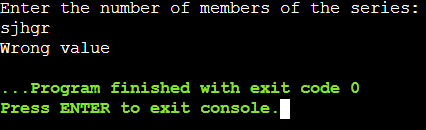 Enter the number of members of the series:
sjhgr
Wrong value
...Program finished with exit code 0
Press ENTER to exit console.